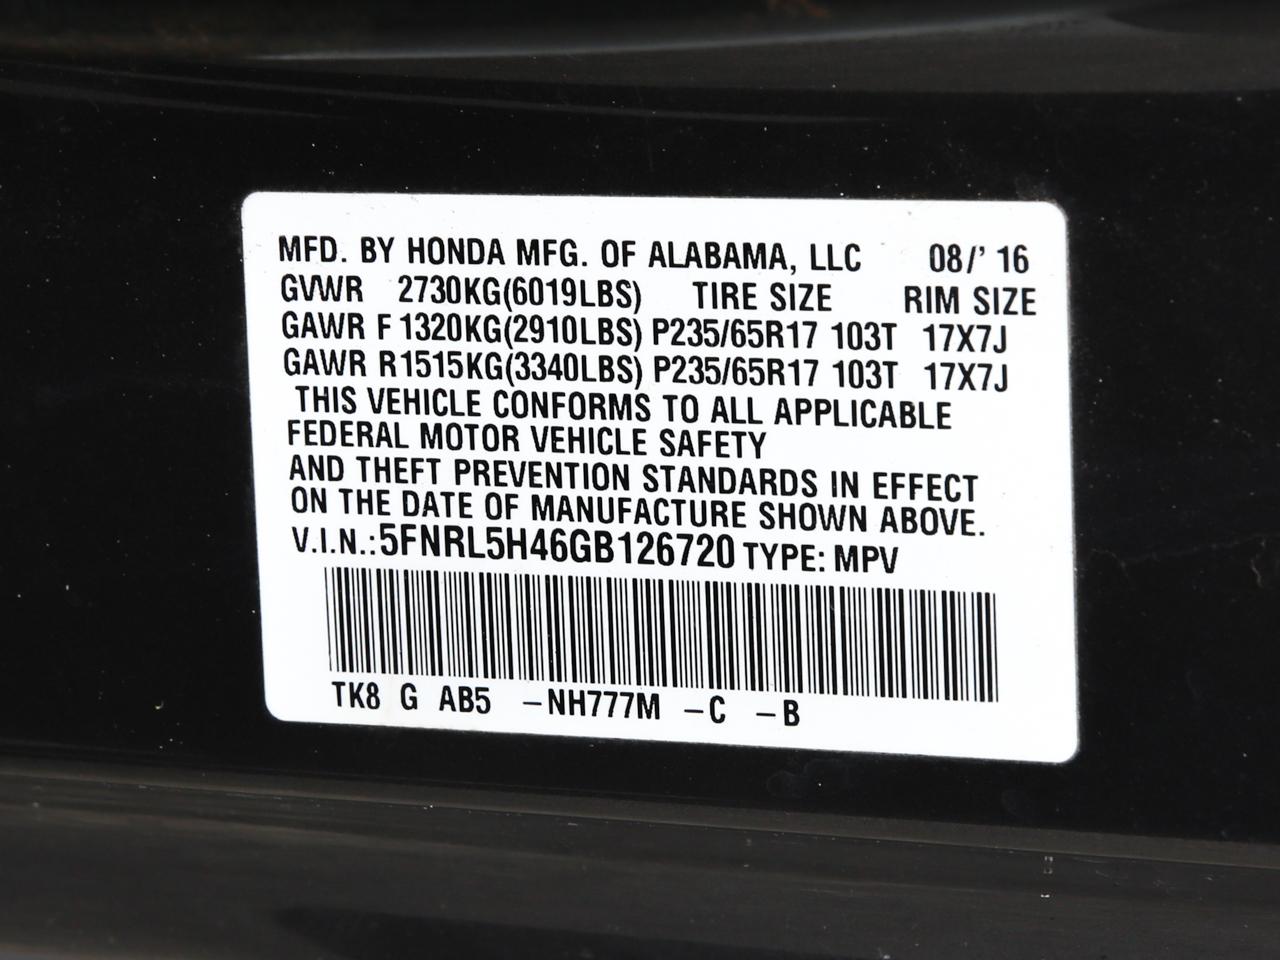 MFD. BY HONDA MFG. OF ALABAMA, LLC 08/' 16
GVWR 2730KG(6019LBS) TIRE SIZE RIM SIZE
GAWR F 1320KG(2910LBS) P235/65R17 103T 17X7J
GAWR R1515KG(3340LBS) P235/65R17 103T 17X7J
THIS VEHICLE CONFORMS TO ALL APPLICABLE
FEDERAL MOTOR VEHICLE SAFETY
AND THEFT PREVENTION STANDARDS IN EFFECT
ON THE DATE OF MANUFACTURE SHOWN ABOVE.
V.I.N.:5FNRL5H46GB126720 TYPE: MPV
TK8 G AB5 –NH777M –C –B